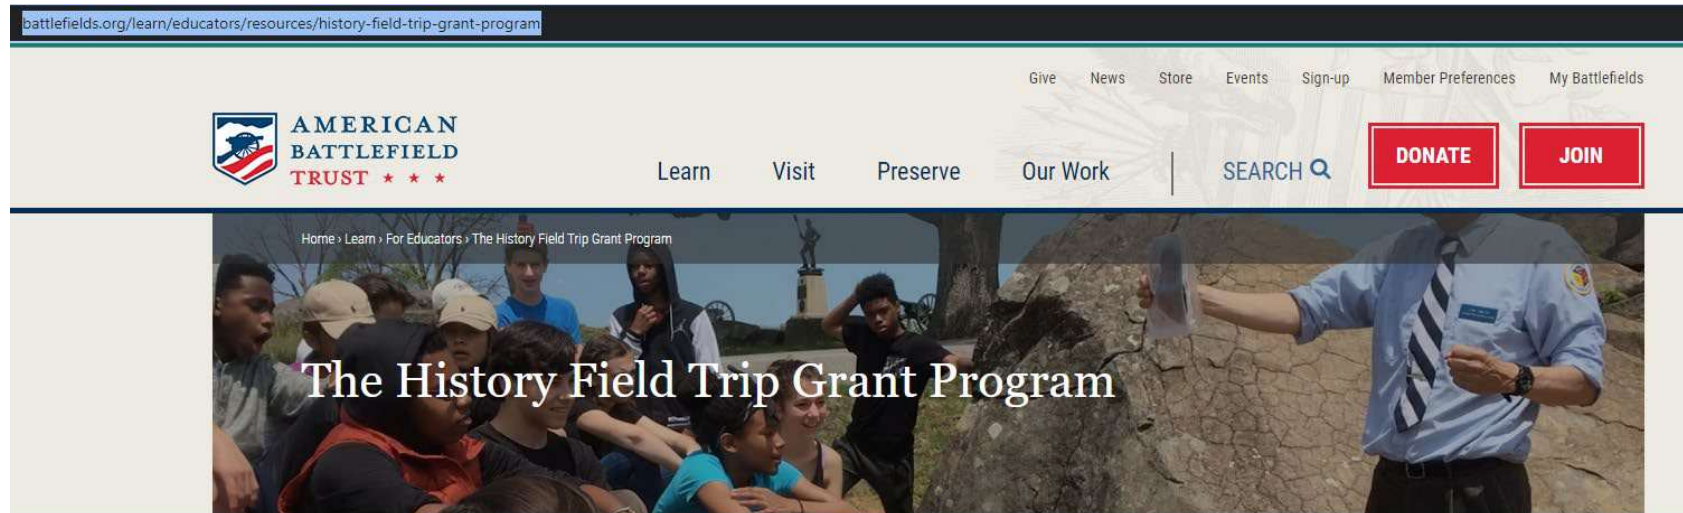 battlefields.org/learn/educators/resources/history-field-trip-grant-program
Give News Store Events Sign-up Member Preferences My Battlefields
AMERICAN
BATTLEFIELD
TRUST ★ ★ ★
Learn Visit Preserve Our Work | SEARCH DONATE JOIN
Home › Learn › For Educators › The History Field Trip Grant Program
The History Field Trip Grant Program